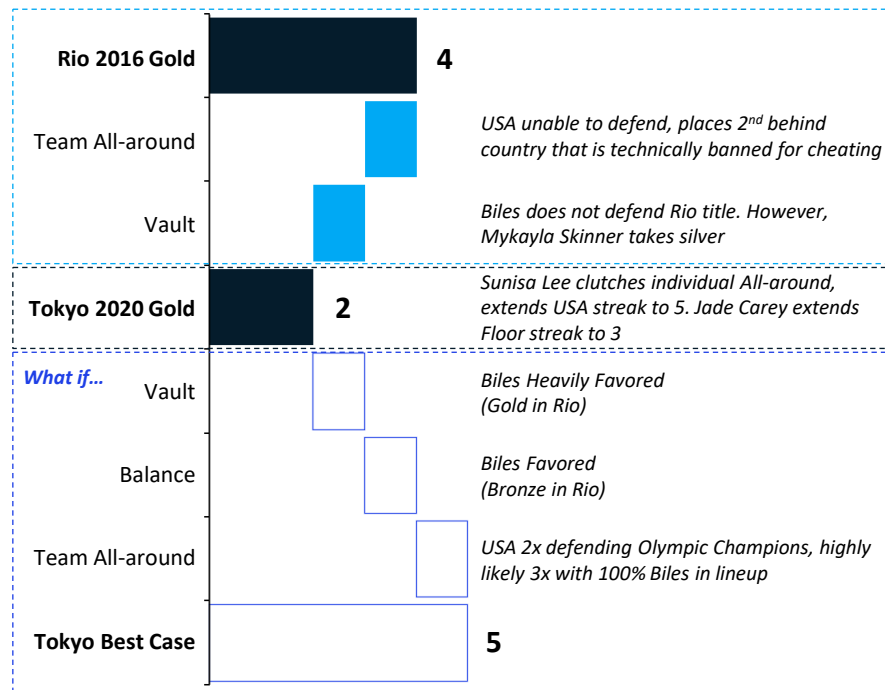 Rio 2016 Gold
4
Team All-around
USA unable to defend, places 2nd behind
country that is technically banned for cheating
Vault
Biles does not defend Rio title. However,
Mykayla Skinner takes silver
Tokyo 2020 Gold
2
Sunisa Lee clutches individual All-around,
extends USA streak to 5. Jade Carey extends
Floor streak to 3
What if...
Vault
Biles Heavily Favored
(Gold in Rio)
Balance
Biles Favored
(Bronze in Rio)
Team All-around
USA 2x defending Olympic Champions, highly
likely 3x with 100% Biles in lineup
Tokyo Best Case
5